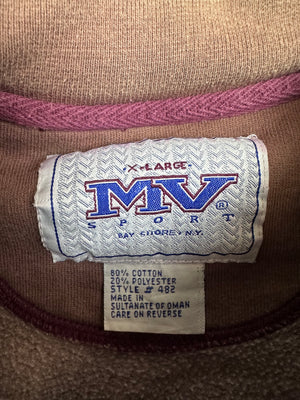 X-LARGE
MV®
SPORT
BAY SHORE, N.Y.
80% COTTON
20% POLYESTER
STYLE # 482
MADE IN
SULTANATE OF OMAN
CARE ON REVERSE